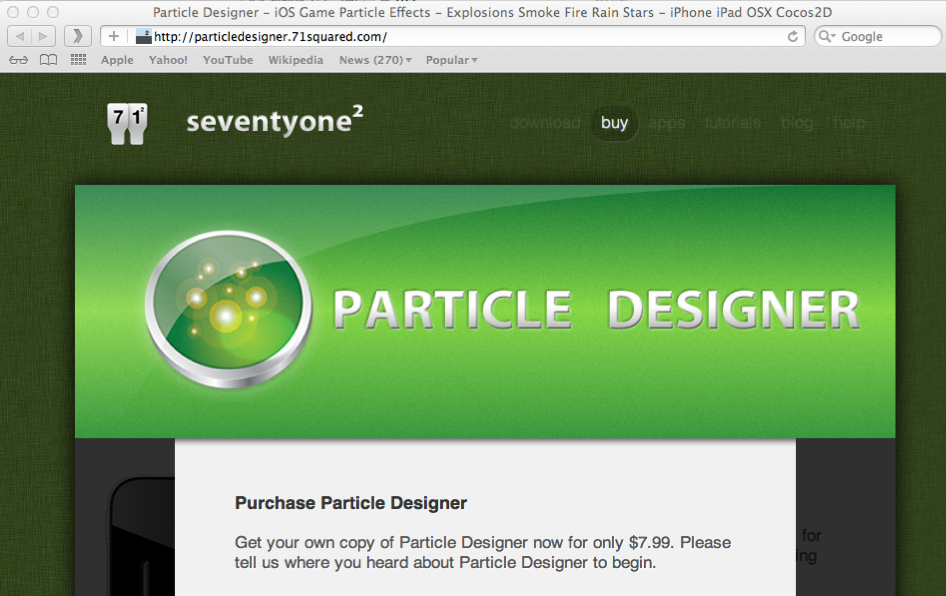 Particle Designer – iOS Game Particle Effects – Explosions Smoke Fire Rain Stars – iPhone iPad OSX Cocos2D
http://particledesigner.71squared.com/
Google
Apple Yahoo! YouTube Wikipedia News (270)▾ Popular▾
7 1²
seventyone²
download buy apps tutorials blog help
PARTICLE DESIGNER
Purchase Particle Designer
Get your own copy of Particle Designer now for only $7.99. Please
tell us where you heard about Particle Designer to begin.
for
ing